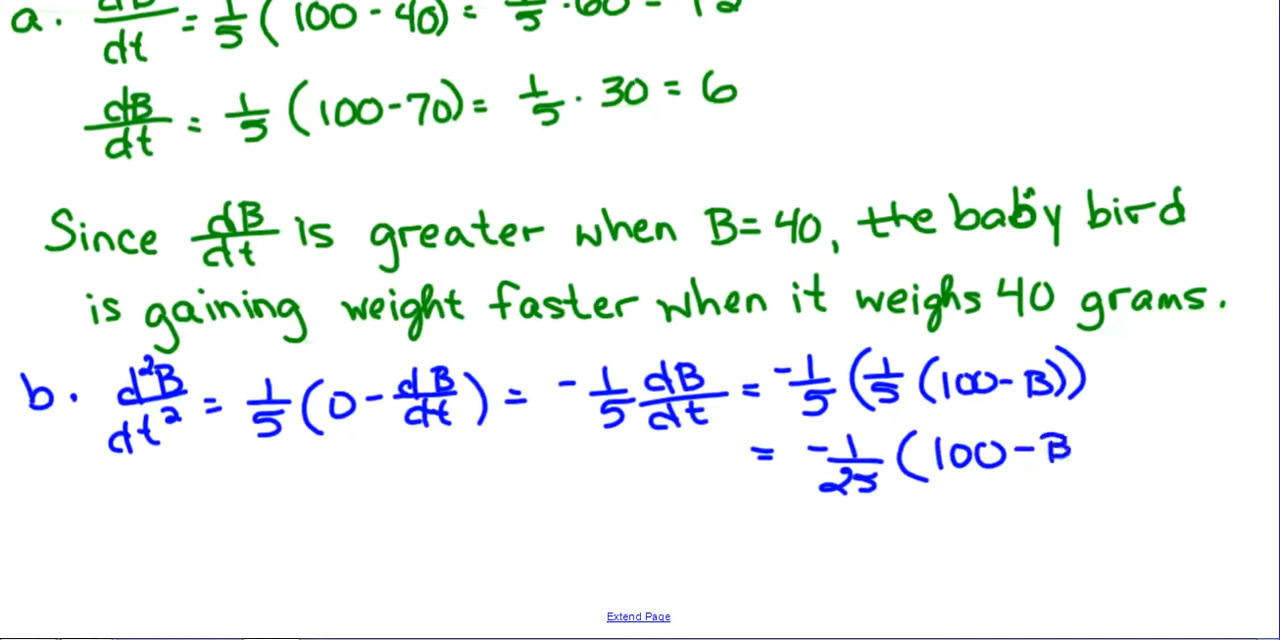 a. dB/dt = 1/5 (100 - 40) = 1/5 · 60 = 12
dB/dt = 1/5 (100-70) = 1/5 · 30 = 6
Since dB/dt is greater when B=40, the baby bird
is gaining weight faster when it weighs 40 grams.
b. d²B/dt² = 1/5 (0 - dB/dt) = -1/5 dB/dt = -1/5 (1/5 (100-B))
= -1/25 (100-B
Extend Page